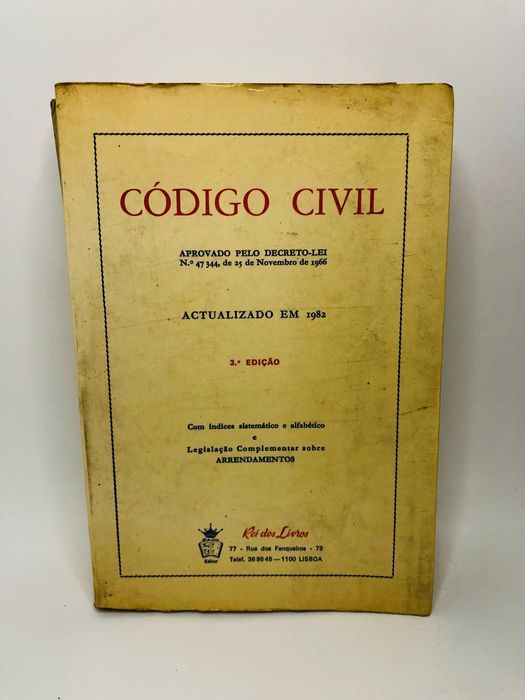 CÓDIGO CIVIL
APROVADO PELO DECRETO-LEI
N.º 47 344, de 25 de Novembro de 1966
ACTUALIZADO EM 1982
3.ª EDIÇÃO
Com índices sistemático e alfabético
e
Legislação Complementar sobre
ARRENDAMENTOS
Rei dos Livros
77 - Rua dos Fanqueiros - 79
Editor
Telef. 36 95 45 — 1100 LISBOA